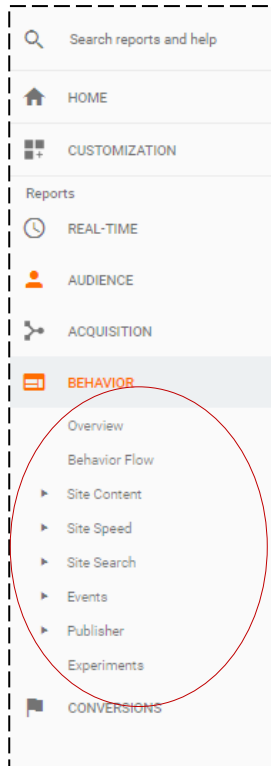 Search reports and help
HOME
CUSTOMIZATION
Reports
REAL-TIME
AUDIENCE
ACQUISITION
BEHAVIOR
Overview
Behavior Flow
Site Content
Site Speed
Site Search
Events
Publisher
Experiments
CONVERSIONS